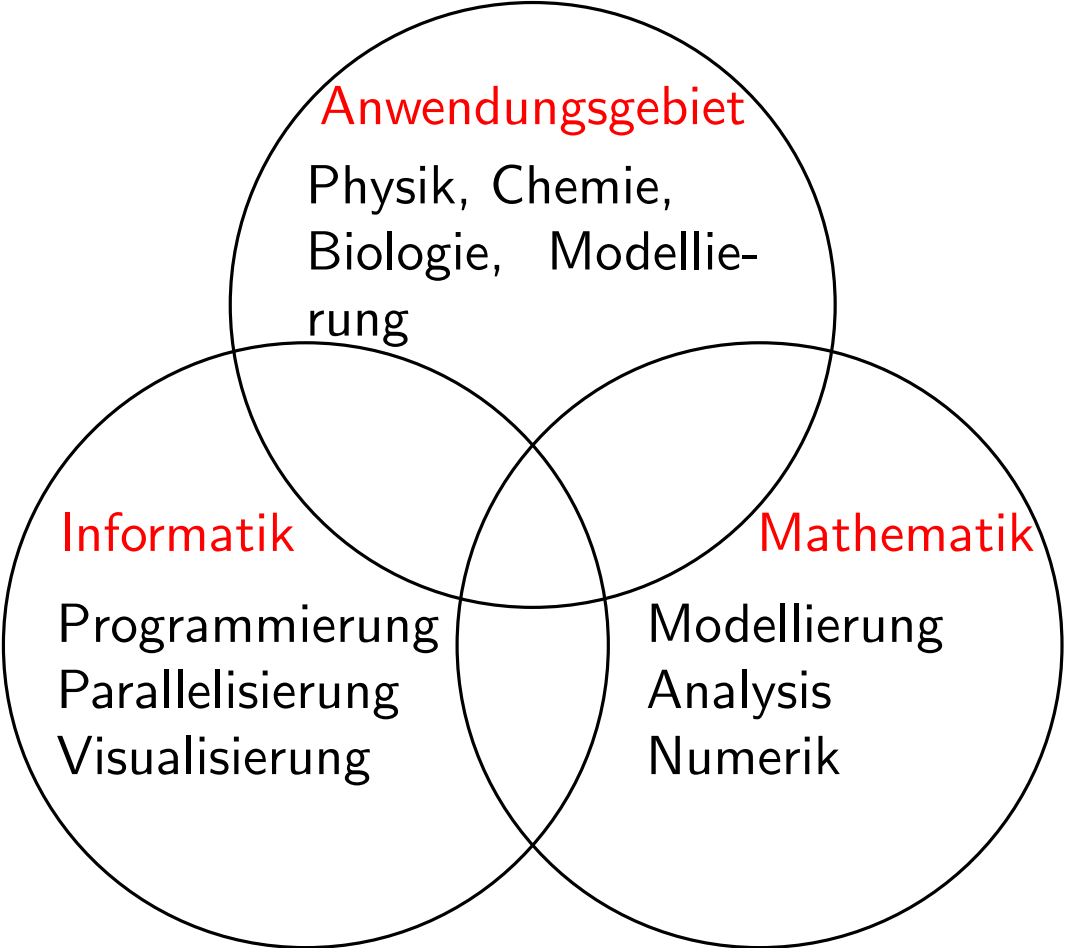 Anwendungsgebiet
Physik, Chemie,
Biologie, Modellie-
rung
Informatik
Programmierung
Parallelisierung
Visualisierung
Mathematik
Modellierung
Analysis
Numerik